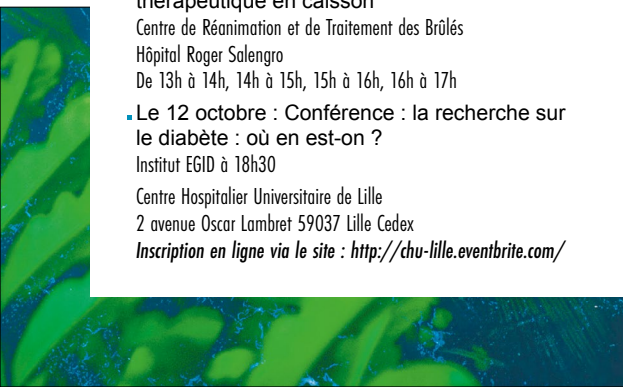 thérapeutique en caisson
Centre de Réanimation et de Traitement des Brûlés
Hôpital Roger Salengro
De 13h à 14h, 14h à 15h, 15h à 16h, 16h à 17h
Le 12 octobre : Conférence : la recherche sur
le diabète : où en est-on ?
Institut EGID à 18h30
Centre Hospitalier Universitaire de Lille
2 avenue Oscar Lambret 59037 Lille Cedex
Inscription en ligne via le site : http://chu-lille.eventbrite.com/